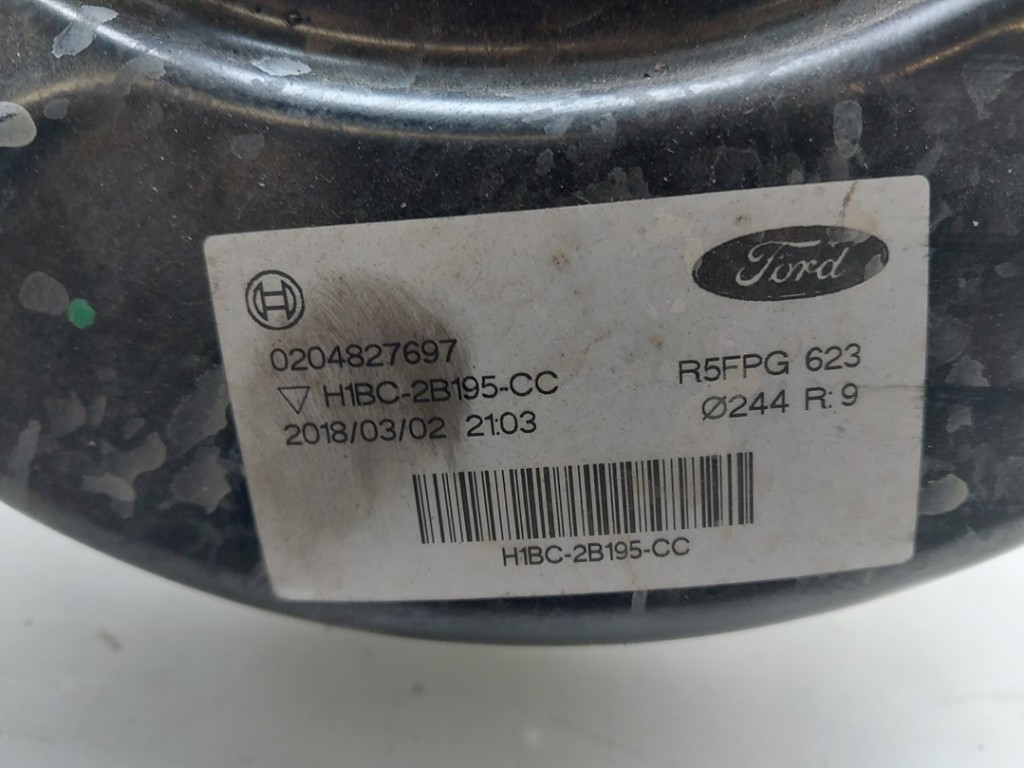 Ford
0204827697
H1BC-2B195-CC
2018/03/02 21:03
R5FPG 623
Ø244 R:9
H1BC-2B195-CC